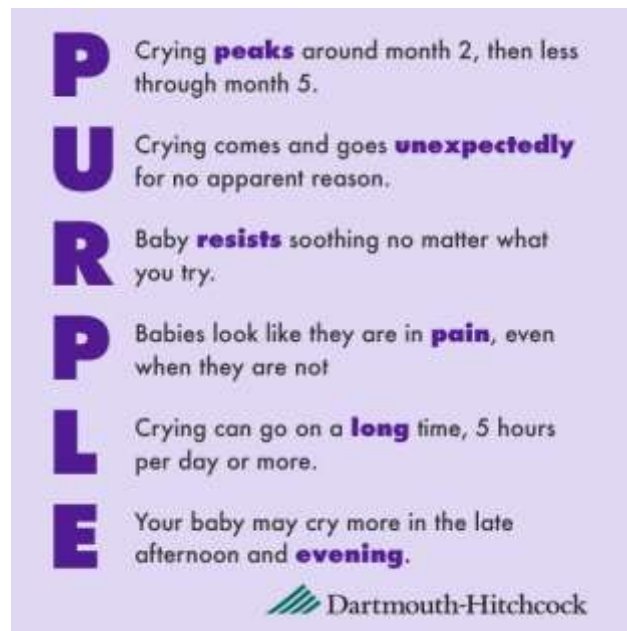 P Crying peaks around month 2, then less
through month 5.
U Crying comes and goes unexpectedly
for no apparent reason.
R Baby resists soothing no matter what
you try.
P Babies look like they are in pain, even
when they are not
L Crying can go on a long time, 5 hours
per day or more.
E Your baby may cry more in the late
afternoon and evening.
Dartmouth-Hitchcock